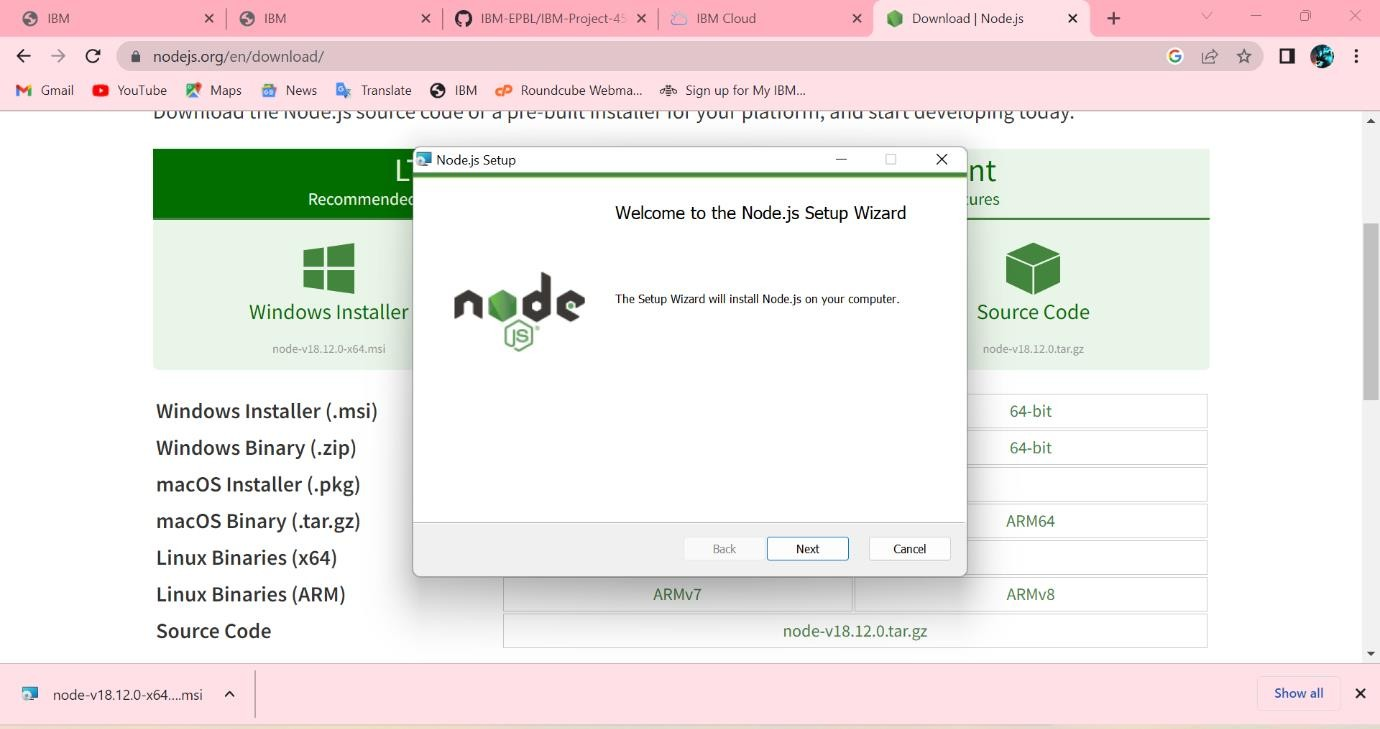 IBM
IBM
IBM-EPBL/IBM-Project-45
IBM Cloud
Download | Node.js
nodejs.org/en/download/
Gmail
YouTube
Maps
News
Translate
IBM
Roundcube Webma...
Sign up for My IBM...
Download the Node.js source code or a pre-built installer for your platform, and start developing today.
Recommended
nt
ures
Windows Installer
node-v18.12.0-x64.msi
Source Code
node-v18.12.0.tar.gz
Node.js Setup
Welcome to the Node.js Setup Wizard
node
JS
The Setup Wizard will install Node.js on your computer.
Back
Next
Cancel
Windows Installer (.msi)
64-bit
Windows Binary (.zip)
64-bit
macOS Installer (.pkg)
macOS Binary (.tar.gz)
ARM64
Linux Binaries (x64)
Linux Binaries (ARM)
ARMv7
ARMv8
Source Code
node-v18.12.0.tar.gz
node-v18.12.0-x64....msi
Show all